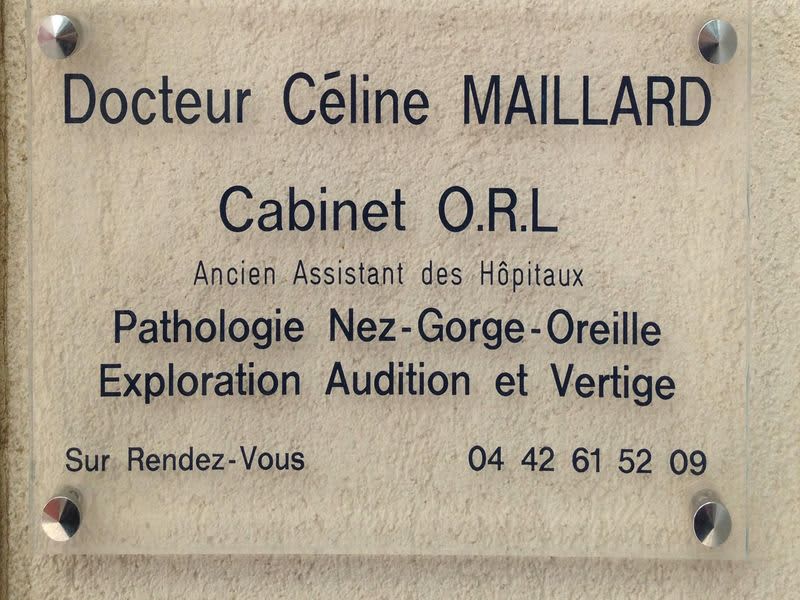 Docteur Céline MAILLARD
Cabinet O.R.L
Ancien Assistant des Hôpitaux
Pathologie Nez-Gorge-Oreille
Exploration Audition et Vertige
Sur Rendez-Vous 04 42 61 52 09